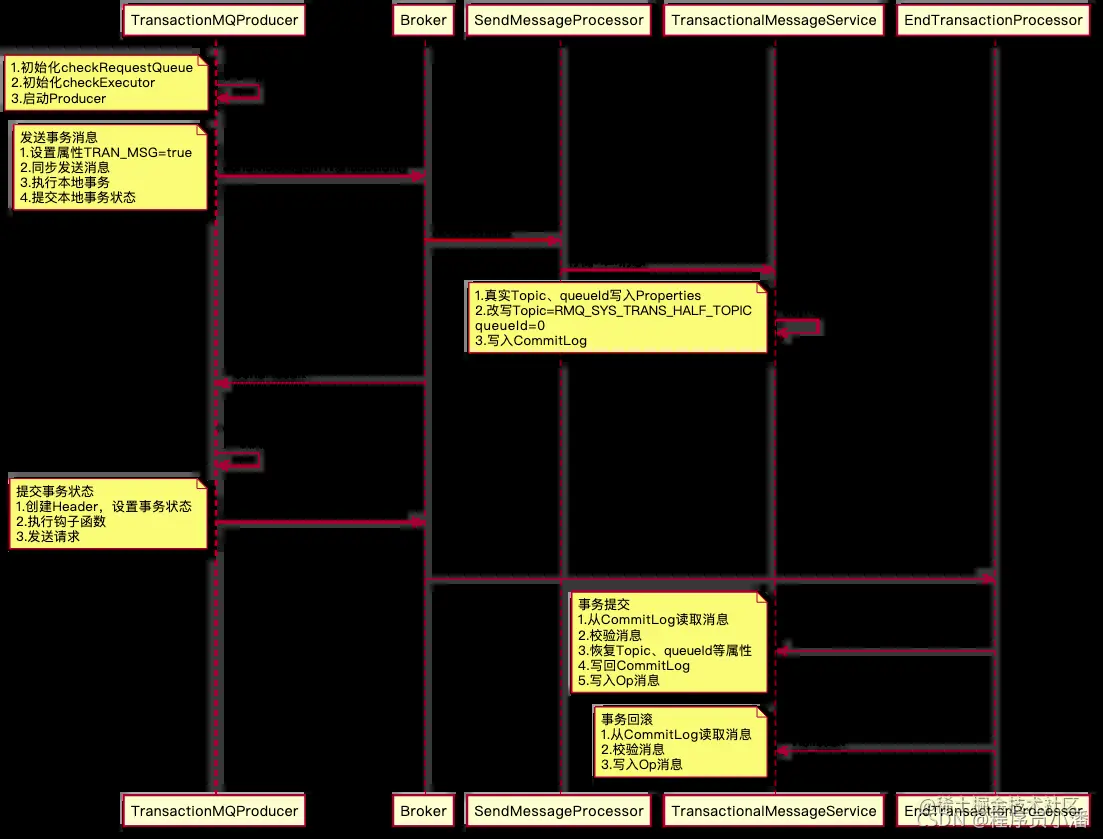 TransactionMQProducer
Broker
SendMessageProcessor
TransactionalMessageService
EndTransactionProcessor
1.初始化checkRequestQueue
2.初始化checkExecutor
3.启动Producer
发送事务消息
1.设置属性TRAN_MSG=true
2.同步发送消息
3.执行本地事务
4.提交本地事务状态
1.真实Topic、queueId写入Properties
2.改写Topic=RMQ_SYS_TRANS_HALF_TOPIC
queueId=0
3.写入CommitLog
提交事务状态
1.创建Header，设置事务状态
2.执行钩子函数
3.发送请求
事务提交
1.从CommitLog读取消息
2.校验消息
3.恢复Topic、queueId等属性
4.写回CommitLog
5.写入Op消息
事务回滚
1.从CommitLog读取消息
2.校验消息
3.写入Op消息
TransactionMQProducer
Broker
SendMessageProcessor
TransactionalMessageService
EndTransactionProcessor
@稀土掘金技术社区
CSDN @程序员小潘